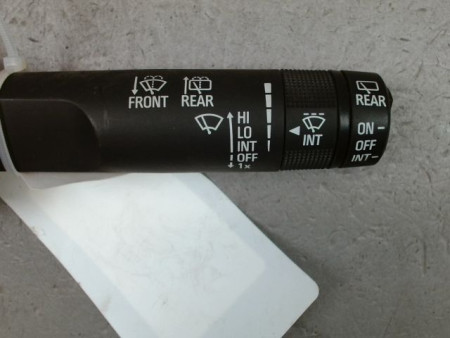 FRONT REAR
HI
LO
INT
OFF
1x
INT
REAR
ON
OFF
INT